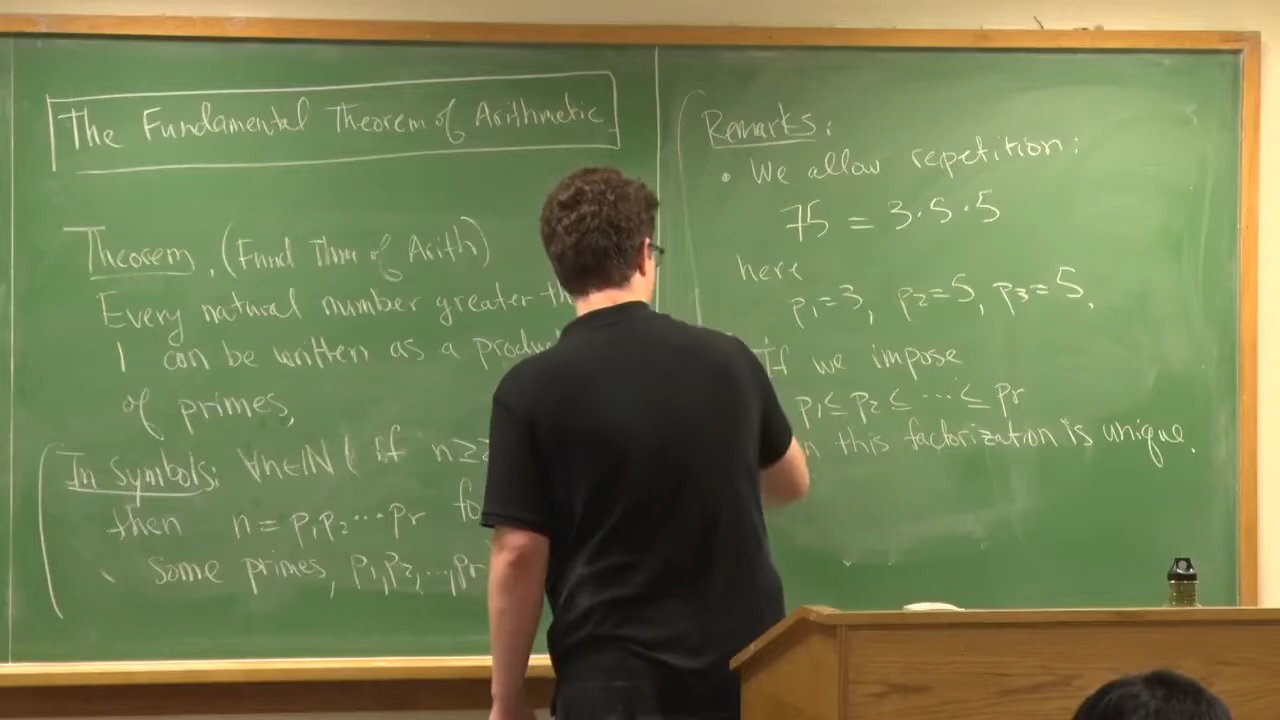 The Fundamental Theorem of Arithmetic
Theorem. (Fund Thm of Arith)
Every natural number greater
1 can be written as a
of primes,
In Symbols: ∀n∈ℕ ( if n≥
then n = p1p2...pr
some primes, p1,p2,...,pr
Remarks:
• We allow repetition:
75 = 3·5·5
here
p1=3, p2=5, p3=5,
If we impose
p1≤p2≤...≤pr
this factorization is unique.